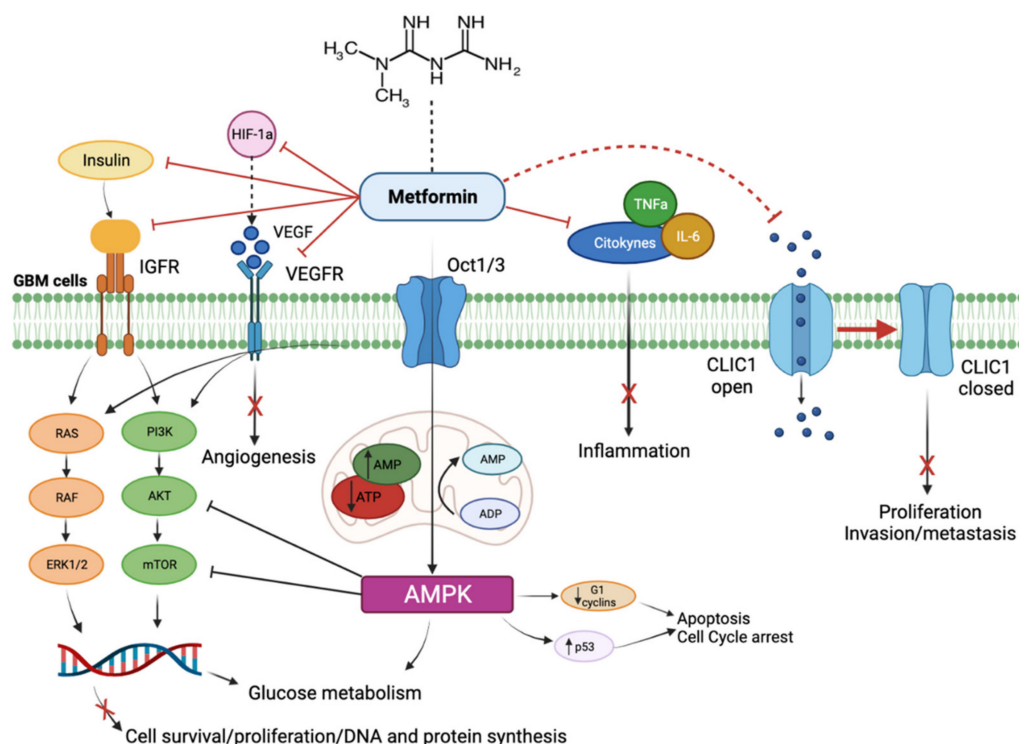 NH NH
H₃C
N N NH₂
H
CH₃
HIF-1a
Insulin
Metformin
TNFa
Citokynes
IL-6
VEGF
IGFR
VEGFR
Oct1/3
GBM cells
CLIC1
open
CLIC1
closed
RAS
PI3K
Angiogenesis
Inflammation
AMP
AMP
RAF
AKT
ATP
ADP
Proliferation
Invasion/metastasis
ERK1/2
mTOR
AMPK
G1
cyclins
Apoptosis
Cell Cycle arrest
p53
Glucose metabolism
Cell survival/proliferation/DNA and protein synthesis